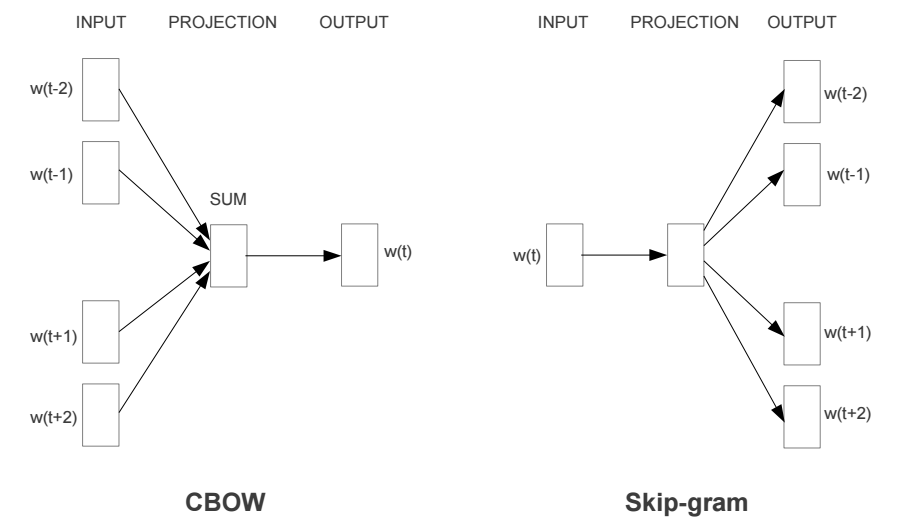 INPUT PROJECTION OUTPUT
w(t-2)
w(t-1)
SUM
w(t)
w(t+1)
w(t+2)
CBOW
INPUT PROJECTION OUTPUT
w(t-2)
w(t-1)
w(t)
w(t+1)
w(t+2)
Skip-gram